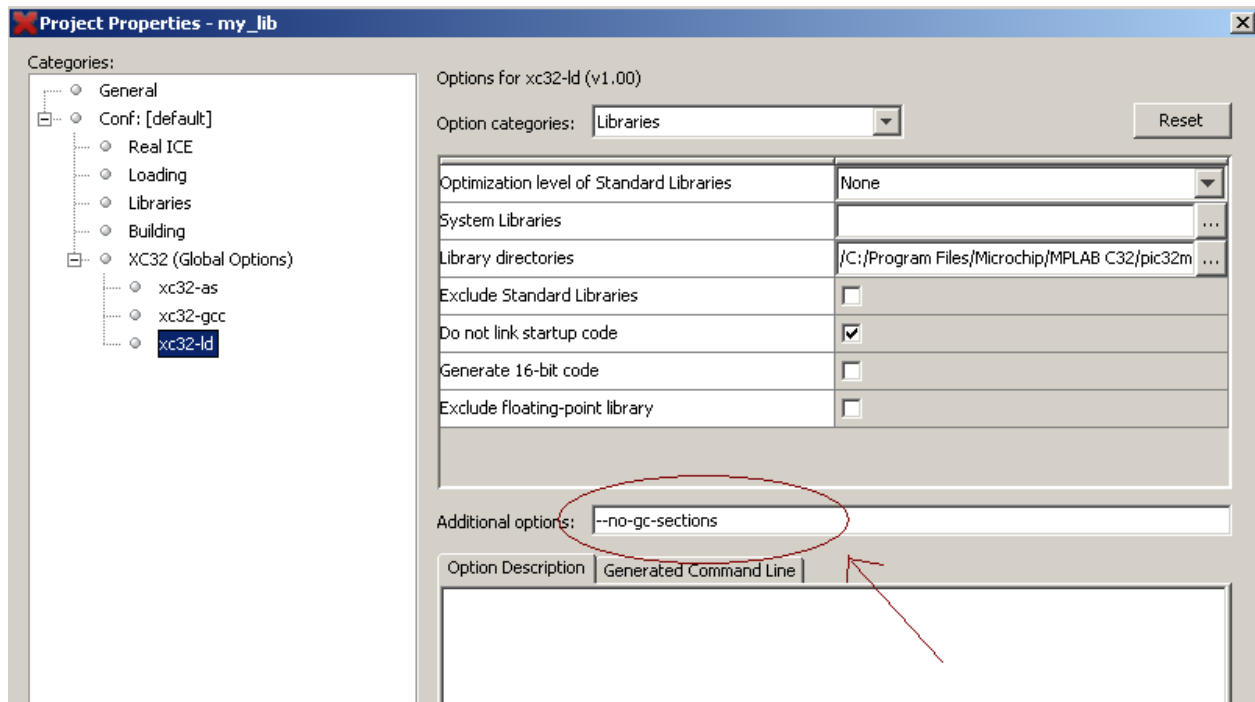 Project Properties - my_lib
Categories:
General
Conf: [default]
Real ICE
Loading
Libraries
Building
XC32 (Global Options)
xc32-as
xc32-gcc
xc32-ld
Options for xc32-ld (v1.00)
Option categories: Libraries Reset
Optimization level of Standard Libraries None
System Libraries ...
Library directories /C:/Program Files/Microchip/MPLAB C32/pic32m ...
Exclude Standard Libraries
Do not link startup code
Generate 16-bit code
Exclude floating-point library
Additional options: --no-gc-sections
Option Description Generated Command Line